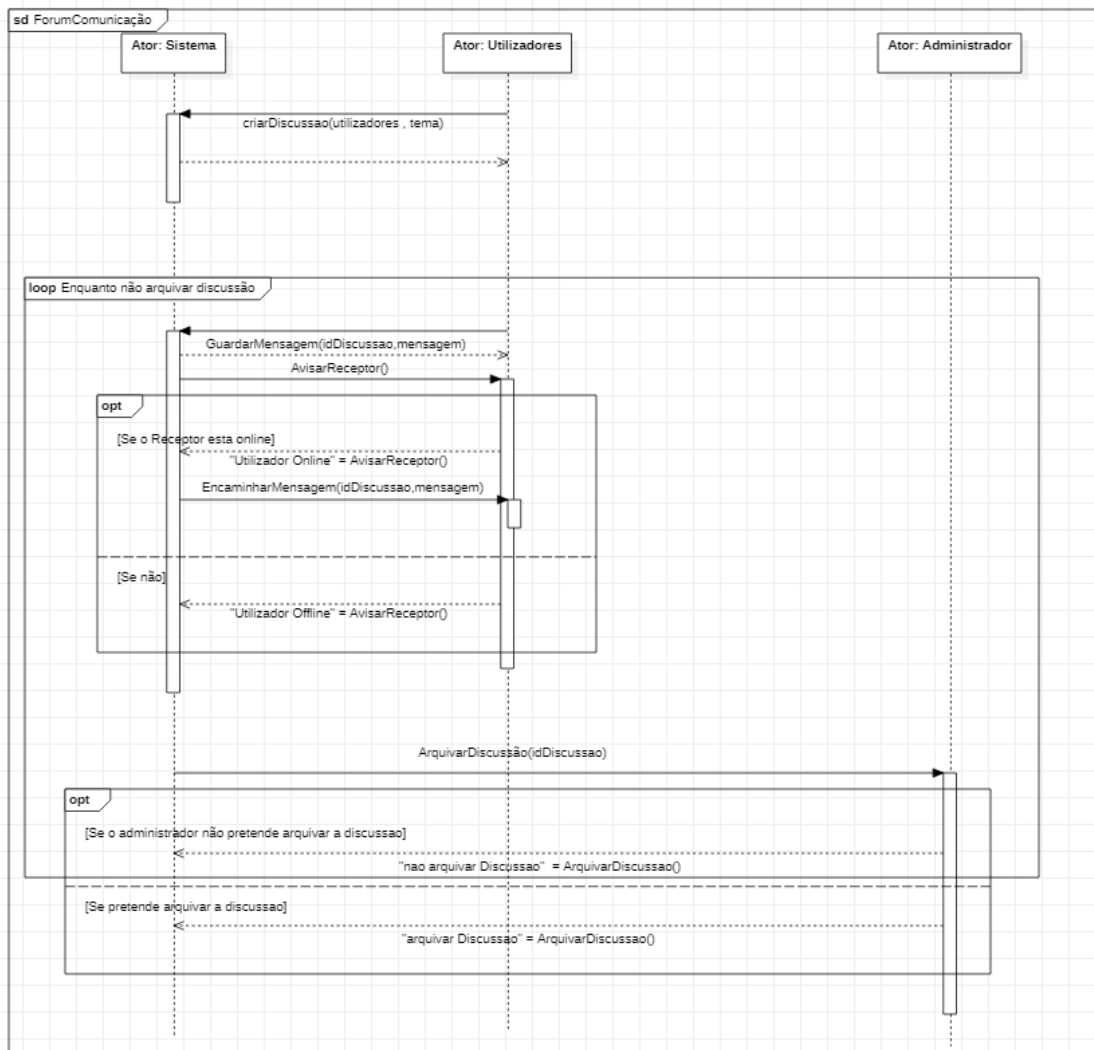 sd ForumComunicação
Ator: Sistema
Ator: Utilizadores
Ator: Administrador
criarDiscussao(utilizadores , tema)
loop Enquanto não arquivar discussão
GuardarMensagem(idDiscussao,mensagem)
AvisarReceptor()
opt
[Se o Receptor esta online]
"Utilizador Online" = AvisarReceptor()
EncaminharMensagem(idDiscussao,mensagem)
[Se não]
"Utilizador Offline" = AvisarReceptor()
ArquivarDiscussão(idDiscussao)
opt
[Se o administrador não pretende arquivar a discussao]
"nao arquivar Discussao" = ArquivarDiscussao()
[Se pretende arquivar a discussao]
"arquivar Discussao" = ArquivarDiscussao()